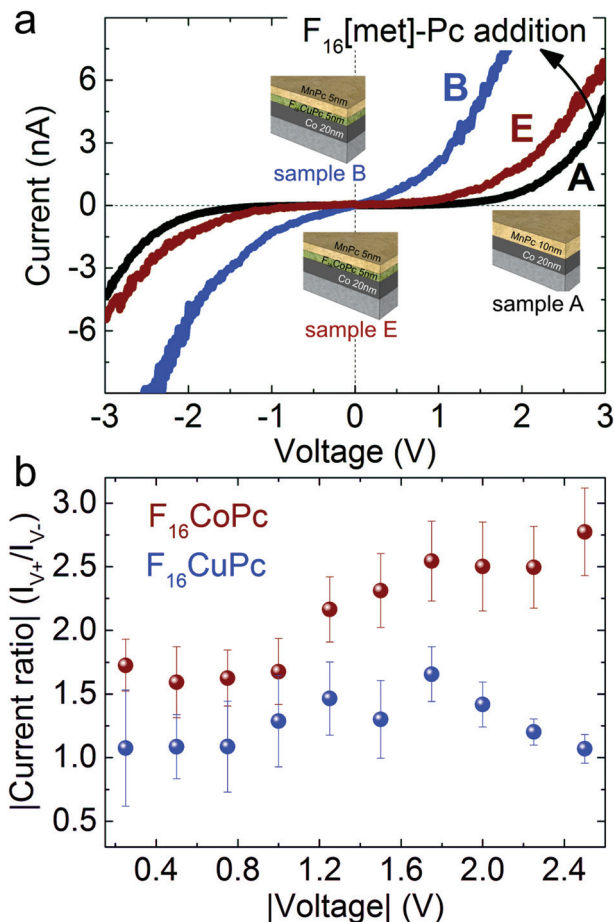 a
F₁₆[met]-Pc addition
B
E
A
MnPc 5nm
F₁₆CuPc 5nm
Co 20nm
sample B
MnPc 5nm
F₁₆CoPc 5nm
Co 20nm
sample E
MnPc 10nm
Co 20nm
sample A
Current (nA)
6
3
0
-3
-6
-3
-2
-1
0
1
2
3
Voltage (V)
b
F₁₆CoPc
F₁₆CuPc
|Current ratio| (I_V+/I_V-)
3.0
2.5
2.0
1.5
1.0
0.5
0.4
0.8
1.2
1.6
2.0
2.4
|Voltage| (V)